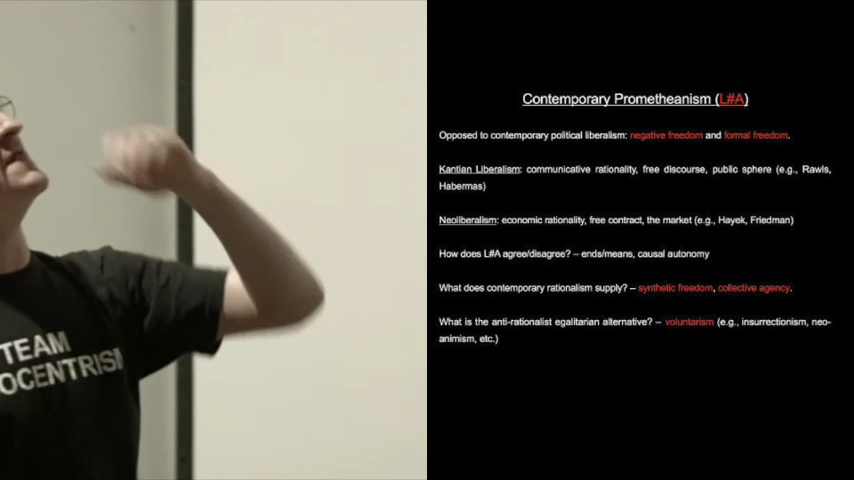 TEAM
OCENTRISM
Contemporary Prometheanism (L#A)
Opposed to contemporary political liberalism: negative freedom and formal freedom.
Kantian Liberalism: communicative rationality, free discourse, public sphere (e.g., Rawls,
Habermas)
Neoliberalism: economic rationality, free contract, the market (e.g., Hayek, Friedman)
How does L#A agree/disagree? – ends/means, causal autonomy
What does contemporary rationalism supply? – synthetic freedom, collective agency.
What is the anti-rationalist egalitarian alternative? – voluntarism (e.g., insurrectionism, neo-
animism, etc.)